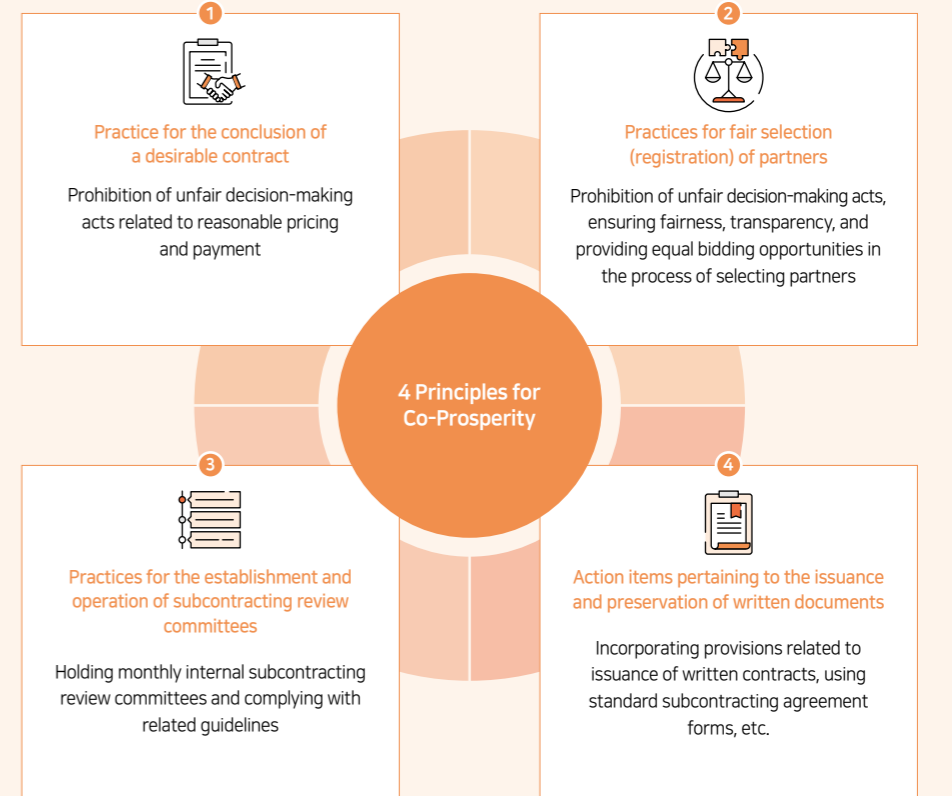 1
Practice for the conclusion of
a desirable contract
Prohibition of unfair decision-making
acts related to reasonable pricing
and payment
2
Practices for fair selection
(registration) of partners
Prohibition of unfair decision-making acts,
ensuring fairness, transparency, and
providing equal bidding opportunities in
the process of selecting partners
4 Principles for
Co-Prosperity
3
Practices for the establishment and
operation of subcontracting review
committees
Holding monthly internal subcontracting
review committees and complying with
related guidelines
4
Action items pertaining to the issuance
and preservation of written documents
Incorporating provisions related to
issuance of written contracts, using
standard subcontracting agreement
forms, etc.